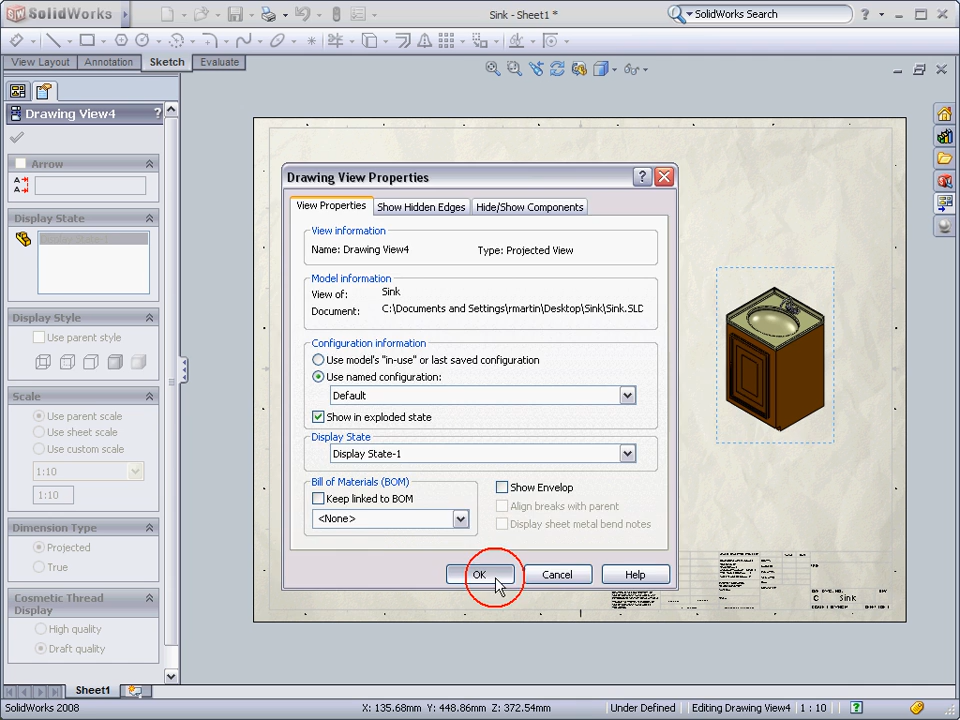 SolidWorks
Sink - Sheet1 *
SolidWorks Search
?
View Layout
Annotation
Sketch
Evaluate
Drawing View4
?
Arrow
Display State
Display State-1
Display Style
Use parent style
Scale
Use parent scale
Use sheet scale
Use custom scale
1:10
1:10
Dimension Type
Projected
True
Cosmetic Thread
Display
High quality
Draft quality
Drawing View Properties
?
View Properties
Show Hidden Edges
Hide/Show Components
View information
Name: Drawing View4
Type: Projected View
Model information
View of:
Sink
Document:
C:\Documents and Settings\rmartin\Desktop\Sink\Sink.SLD
Configuration information
Use model's "in-use" or last saved configuration
Use named configuration:
Default
Show in exploded state
Display State
Display State-1
Bill of Materials (BOM)
Keep linked to BOM
<None>
Show Envelop
Align breaks with parent
Display sheet metal bend notes
OK
Cancel
Help
C Sink
Sheet1
SolidWorks 2008
X: 135.68mm Y: 448.86mm Z: 372.54mm
Under Defined
Editing Drawing View4
1 : 10
?